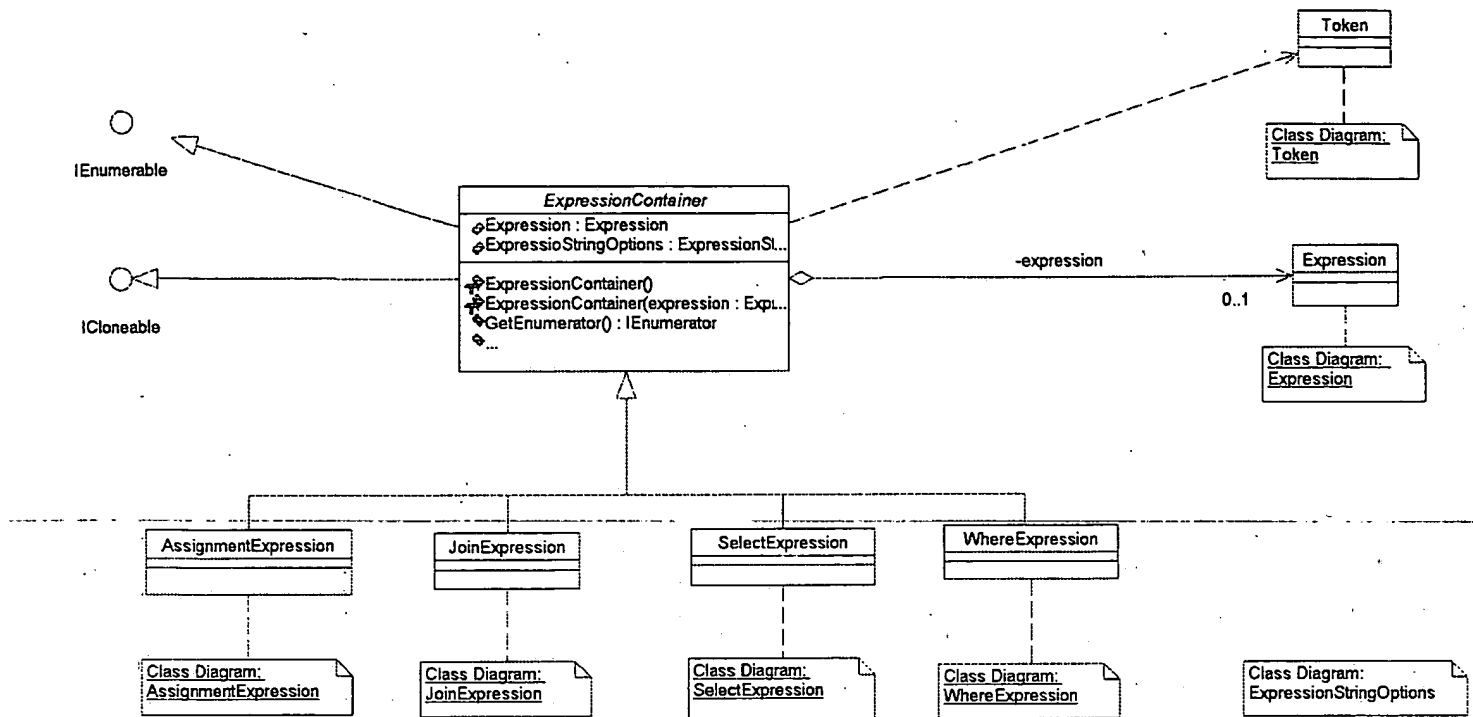 Token
Class Diagram:
Token
IEnumerable
ExpressionContainer
Expression : Expression
ExpressioStringOptions : ExpressionSt...
ExpressionContainer()
ExpressionContainer(expression : Expr...
GetEnumerator() : IEnumerator
...
ICloneable
-expression
0..1
Expression
Class Diagram:
Expression
AssignmentExpression
JoinExpression
SelectExpression
WhereExpression
Class Diagram:
AssignmentExpression
Class Diagram:
JoinExpression
Class Diagram:
SelectExpression
Class Diagram:
WhereExpression
Class Diagram:
ExpressionStringOptions